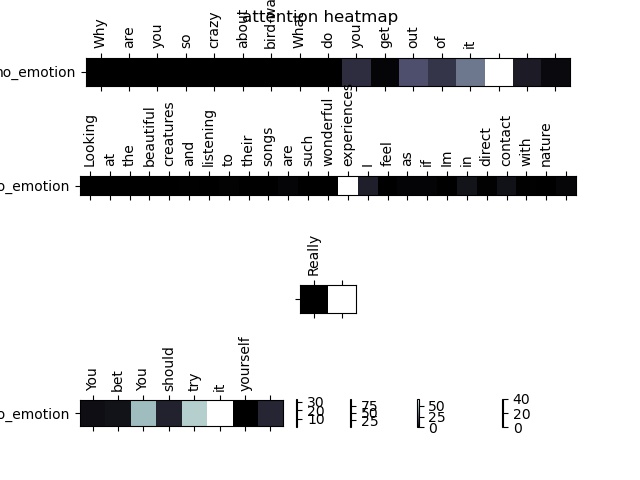 attention heatmap
Why are you so crazy about What do you get out of it
no_emotion
Looking at the beautiful creatures and listening to their songs are such wonderful experiences I feel as if Im in direct contact with nature
o_emotion
Really
You bet You should try it yourself
o_emotion
30 20 10
75 50 25
50 25 0
40 20 0